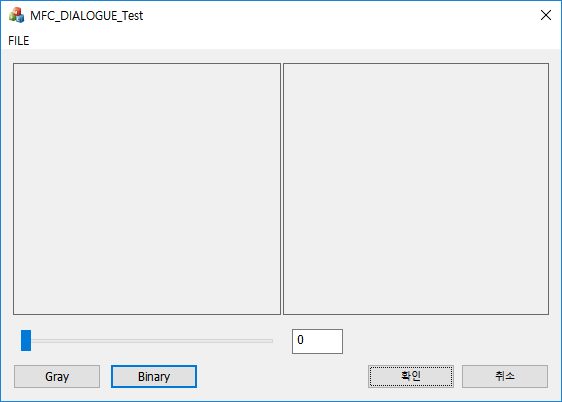 MFC_DIALOGUE_Test
FILE
0
Gray Binary 확인 취소